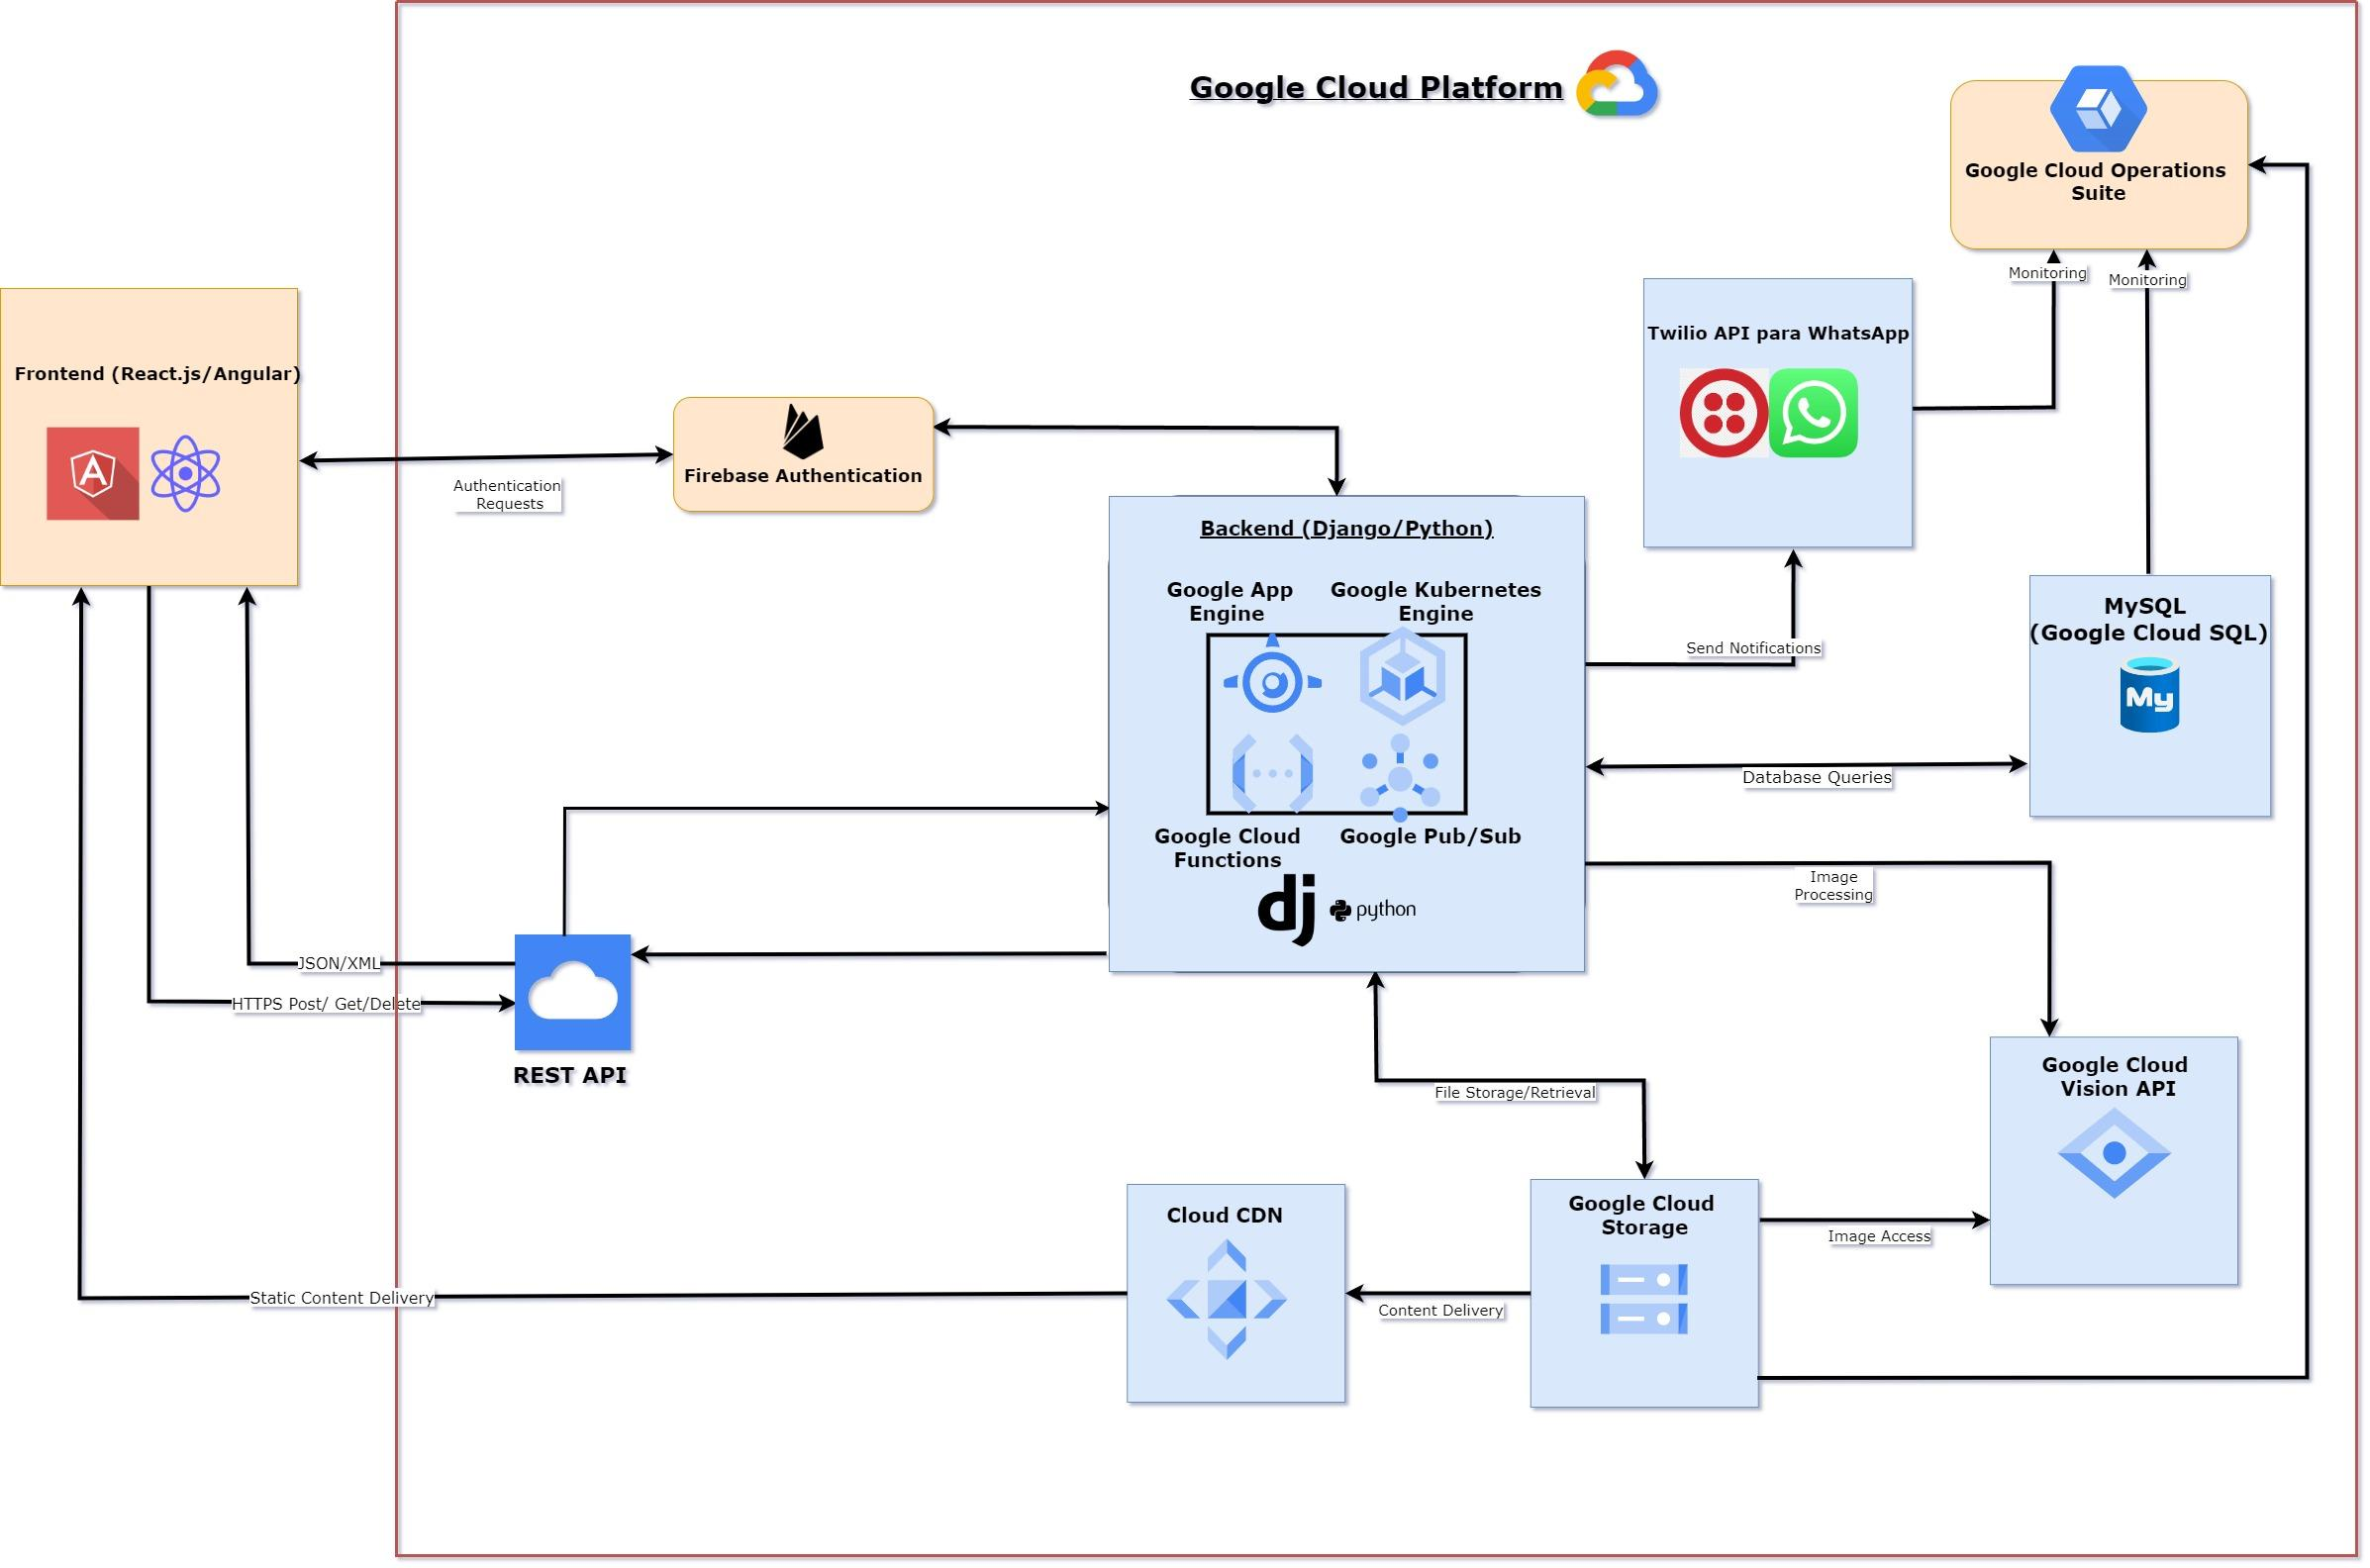 Google Cloud Platform
Google Cloud Operations
Suite
Monitoring
Monitoring
Twilio API para WhatsApp
Frontend (React.js/Angular)
Firebase Authentication
Authentication
Requests
Backend (Django/Python)
Google App
Engine
Google Kubernetes
Engine
Google Cloud
Functions
Google Pub/Sub
dj
python
Send Notifications
MySQL
(Google Cloud SQL)
My
Database Queries
Image
Processing
JSON/XML
HTTPS Post/ Get/Delete
REST API
File Storage/Retrieval
Google Cloud
Vision API
Cloud CDN
Google Cloud
Storage
Image Access
Content Delivery
Static Content Delivery